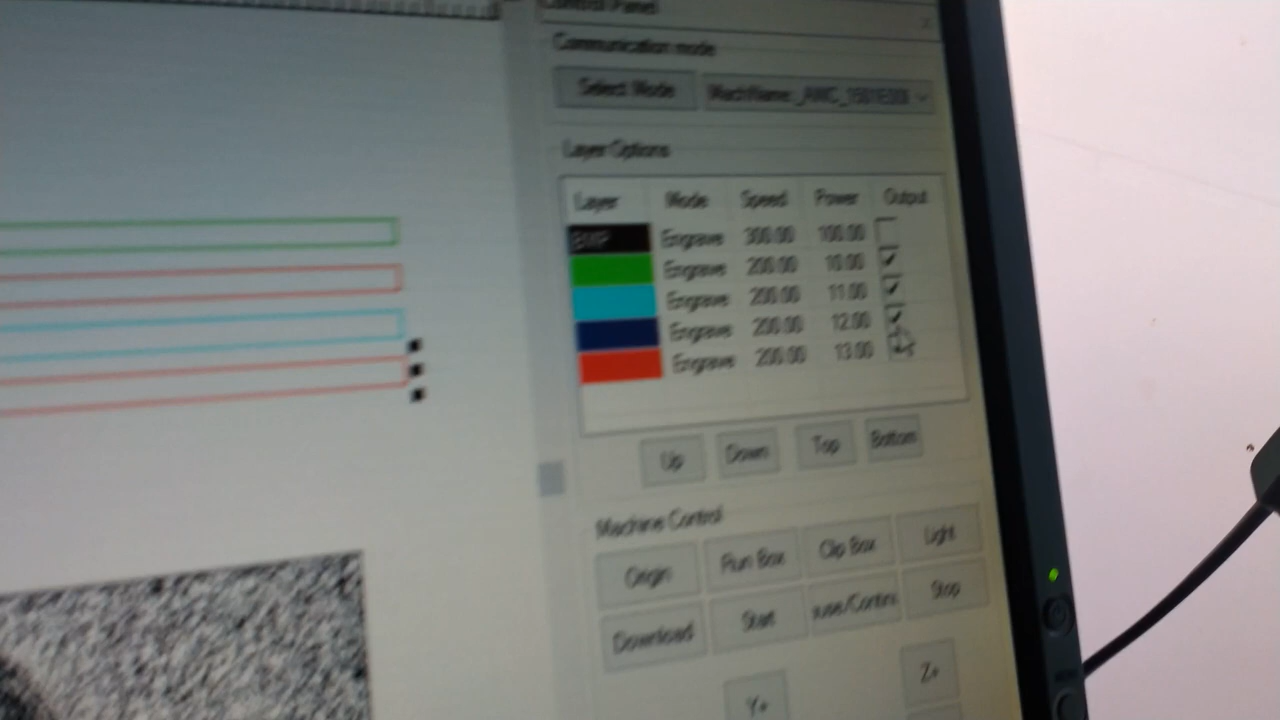 Control Panel
Communication mode
Select Mode
Layer Options
Layer Mode Speed Power Output
BMP Engrave 300.00 100.00
Engrave 200.00 10.00
Engrave 200.00 11.00
Engrave 200.00 12.00
Engrave 200.00 13.00
Up Down Top Bottom
Machine Control
Origin Run Box Clip Box Light
Download Start use/Contin Stop
Y+ Z+